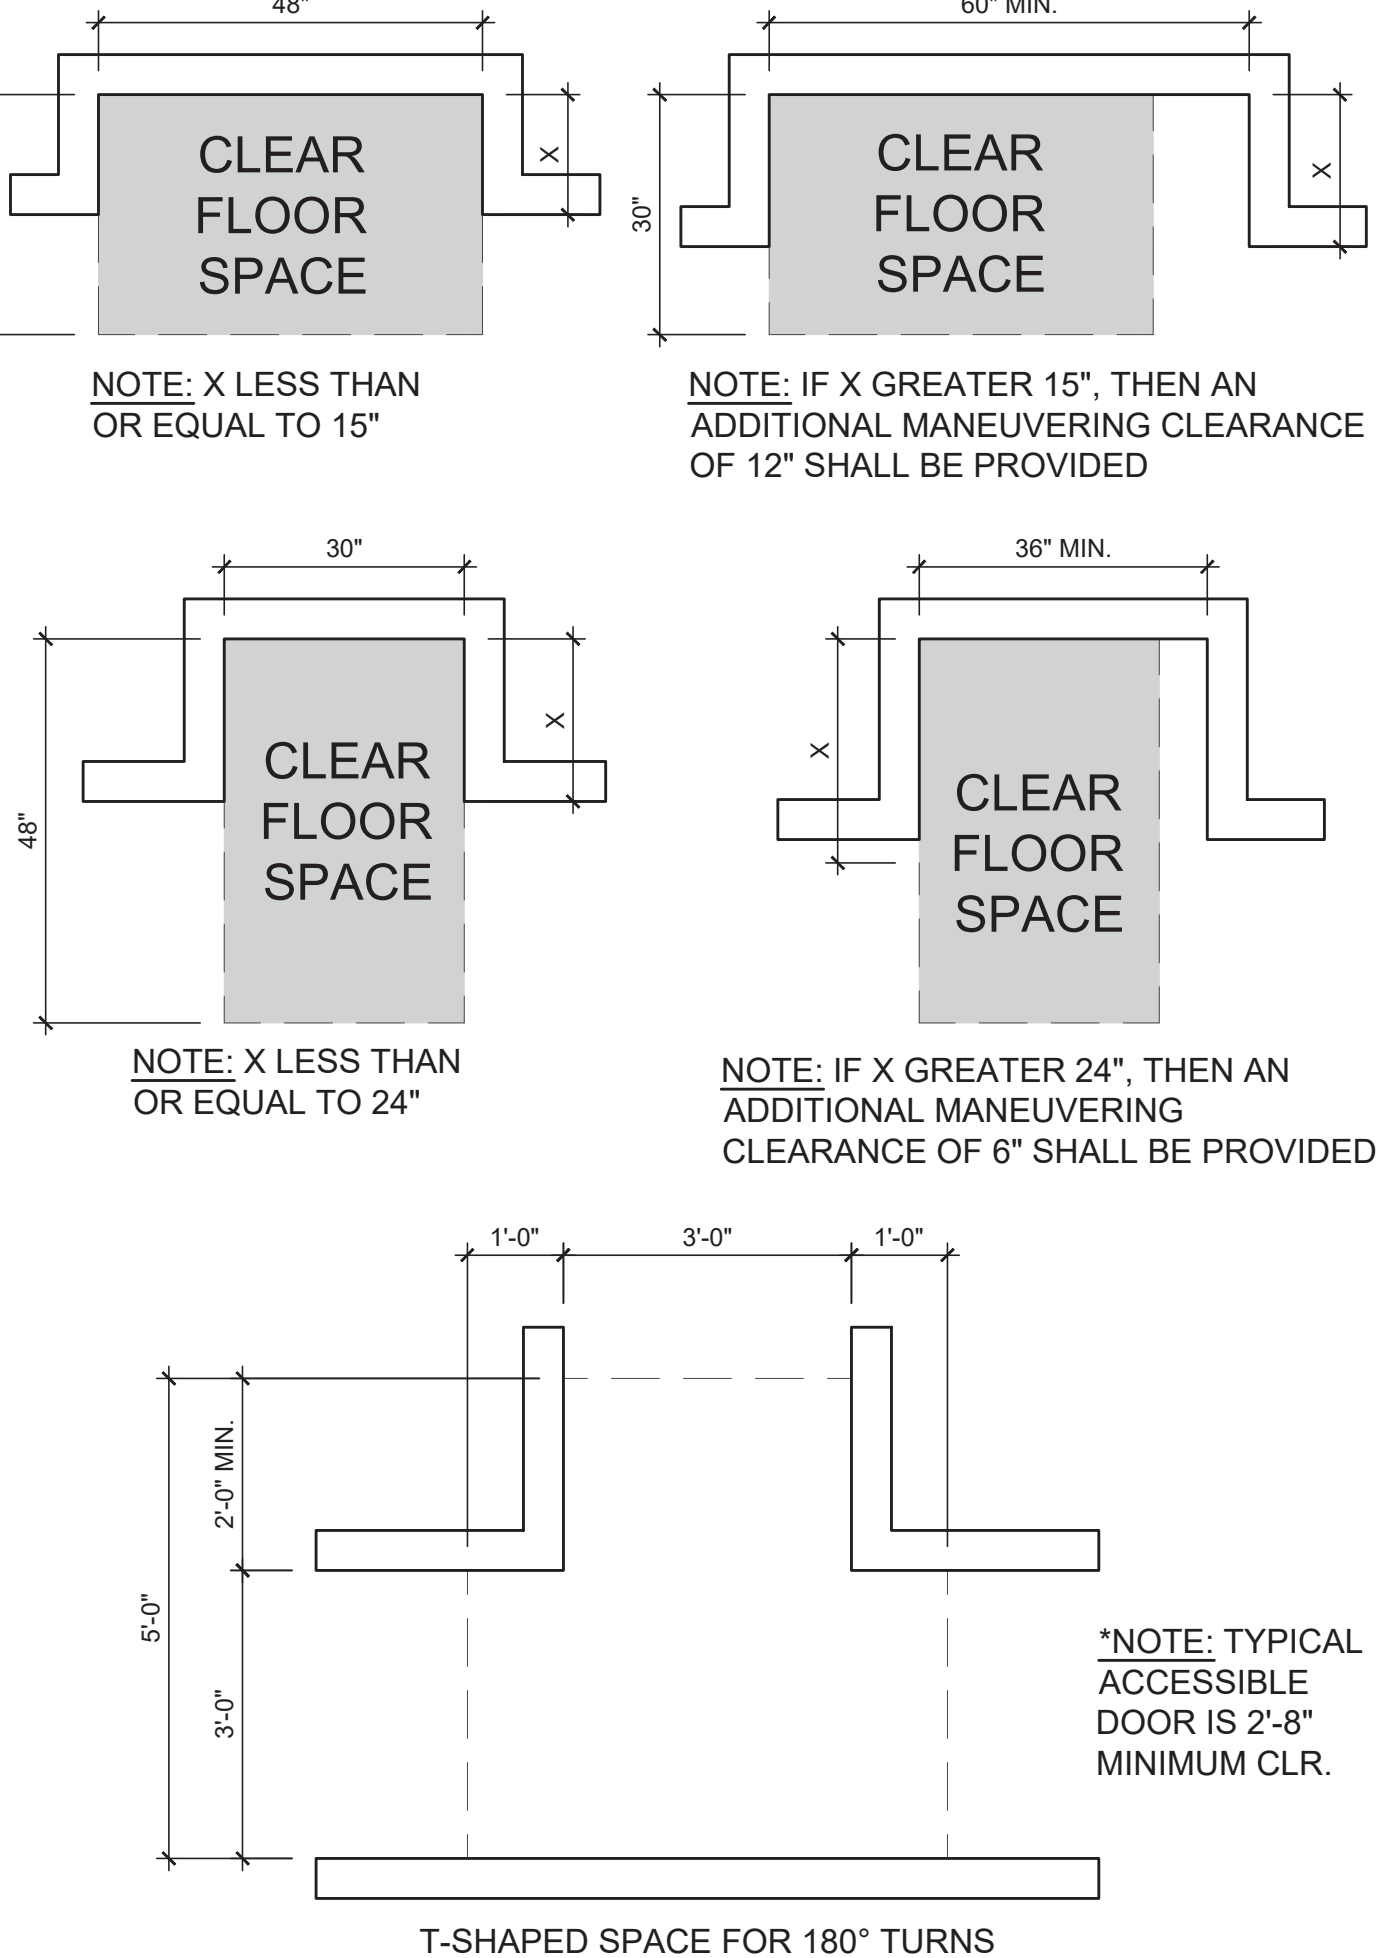 48"
60" MIN.
CLEAR
FLOOR
SPACE
X
30"
CLEAR
FLOOR
SPACE
X
NOTE: X LESS THAN
OR EQUAL TO 15"
NOTE: IF X GREATER 15", THEN AN
ADDITIONAL MANEUVERING CLEARANCE
OF 12" SHALL BE PROVIDED
30"
48"
CLEAR
FLOOR
SPACE
X
NOTE: X LESS THAN
OR EQUAL TO 24"
36" MIN.
X
CLEAR
FLOOR
SPACE
NOTE: IF X GREATER 24", THEN AN
ADDITIONAL MANEUVERING
CLEARANCE OF 6" SHALL BE PROVIDED
1'-0"
3'-0"
1'-0"
2'-0" MIN.
5'-0"
3'-0"
*NOTE: TYPICAL
ACCESSIBLE
DOOR IS 2'-8"
MINIMUM CLR.
T-SHAPED SPACE FOR 180° TURNS